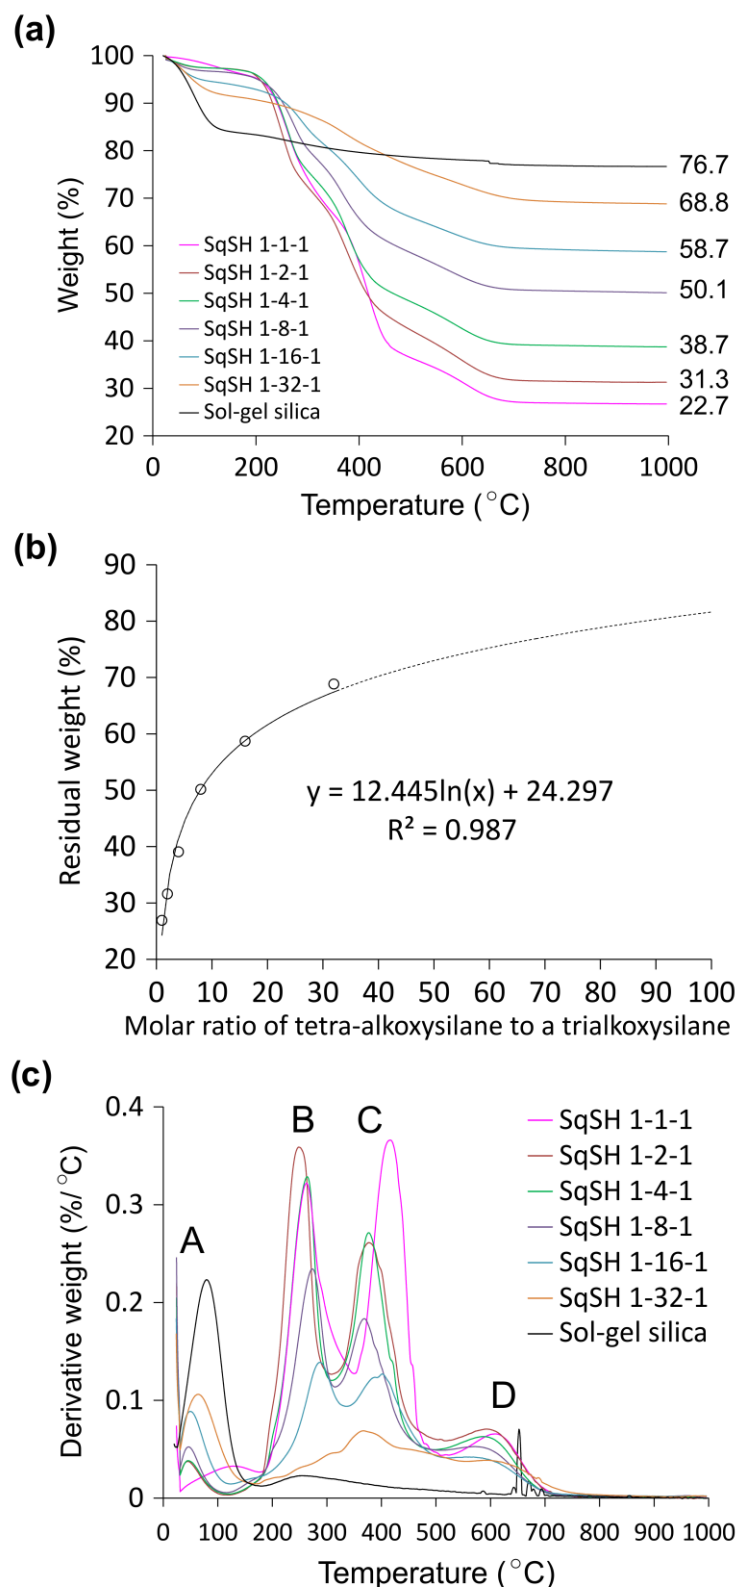 (a)
100
90
80
70
60
50
40
30
20
Weight (%)
SqSH 1-1-1
SqSH 1-2-1
SqSH 1-4-1
SqSH 1-8-1
SqSH 1-16-1
SqSH 1-32-1
Sol-gel silica
76.7
68.8
58.7
50.1
38.7
31.3
22.7
0 200 400 600 800 1000
Temperature (°C)
(b)
90
80
70
60
50
40
30
20
Residual weight (%)
y = 12.445ln(x) + 24.297
R² = 0.987
0 10 20 30 40 50 60 70 80 90 100
Molar ratio of tetra-alkoxysilane to a trialkoxysilane
(c)
0.4
0.3
0.2
0.1
0
Derivative weight (%/°C)
A
B
C
D
SqSH 1-1-1
SqSH 1-2-1
SqSH 1-4-1
SqSH 1-8-1
SqSH 1-16-1
SqSH 1-32-1
Sol-gel silica
0 100 200 300 400 500 600 700 800 900 1000
Temperature (°C)